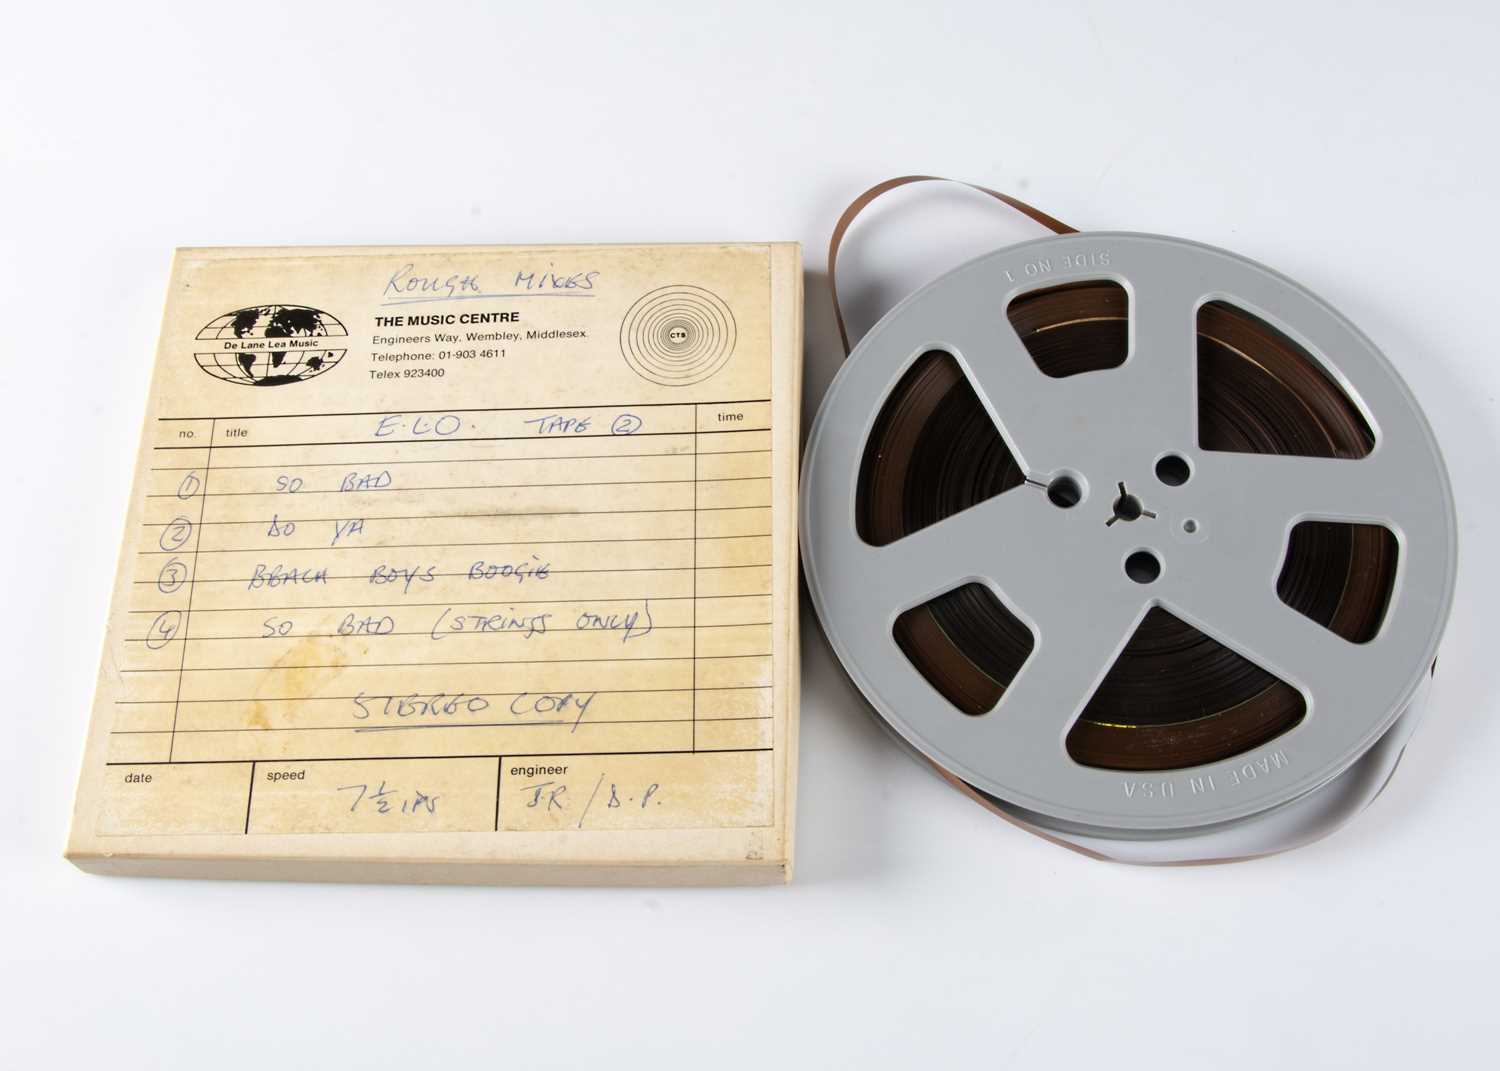 Rough Mixes
De Lane Lea Music
THE MUSIC CENTRE
Engineers Way, Wembley, Middlesex.
Telephone: 01-903 4611
Telex 923400
CTS
no. title E.L.O. TAPE ② time
① SO BAD
② DO YA
③ BEACH BOYS BOOGIE
④ SO BAD (STRINGS ONLY)
STEREO COPY
date speed 7½ IPS engineer J.R / D.P.
SIDE NO 1
MADE IN USA